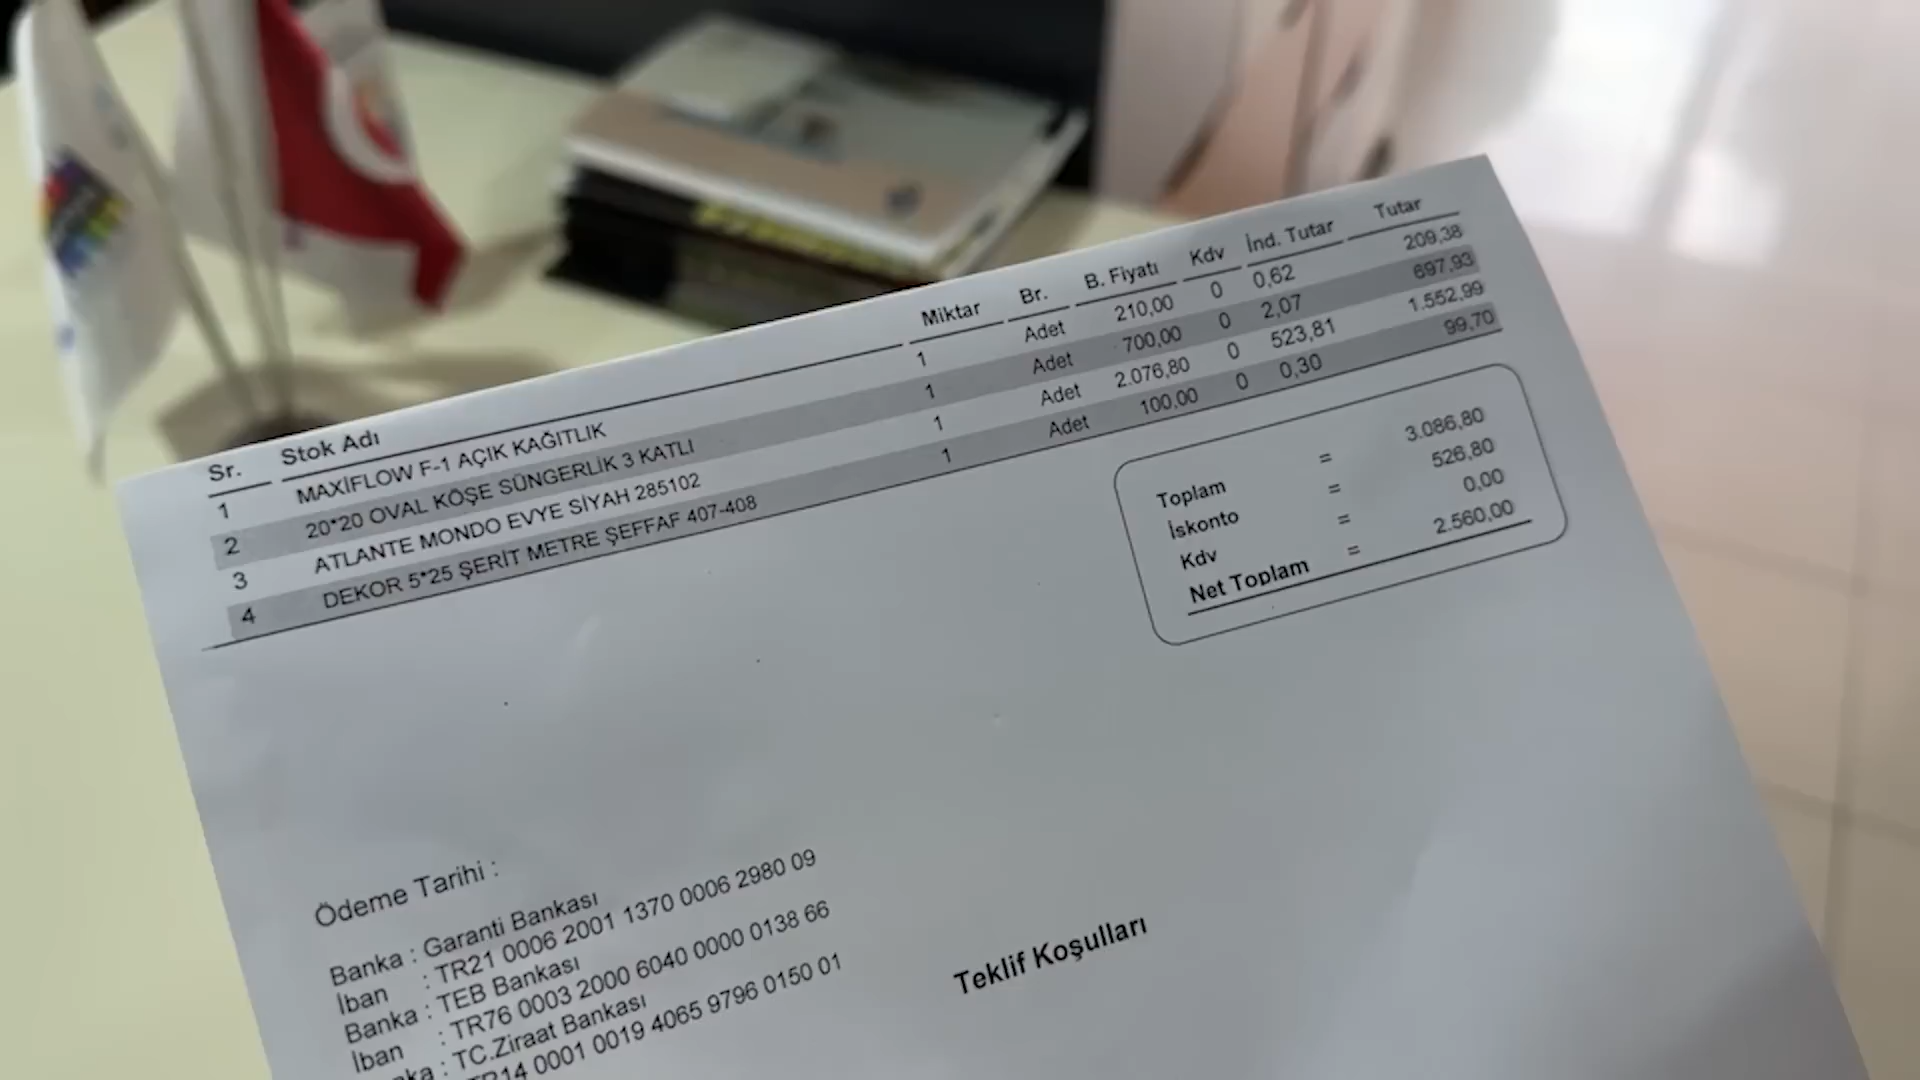 Sr. Stok Adı Miktar Br. B. Fiyatı Kdv İnd. Tutar Tutar
1 MAXİFLOW F-1 AÇIK KAĞITLIK 1 Adet 210,00 0 0,62 209,38
2 20*20 OVAL KÖŞE SÜNGERLİK 3 KATLI 1 Adet 700,00 0 2,07 697,93
3 ATLANTE MONDO EVYE SİYAH 285102 1 Adet 2.076,80 0 523,81 1.552,99
4 DEKOR 5*25 ŞERİT METRE ŞEFFAF 407-408 1 Adet 100,00 0 0,30 99,70
Toplam = 3.086,80
İskonto = 526,80
Kdv = 0,00
Net Toplam = 2.560,00
Ödeme Tarihi :
Banka : Garanti Bankası
İban : TR21 0006 2001 1370 0006 2980 09
Banka : TEB Bankası
İban : TR76 0003 2000 6040 0000 0138 66
: TC.Ziraat Bankası
TR14 0001 0019 4065 9796 0150 01
Teklif Koşulları